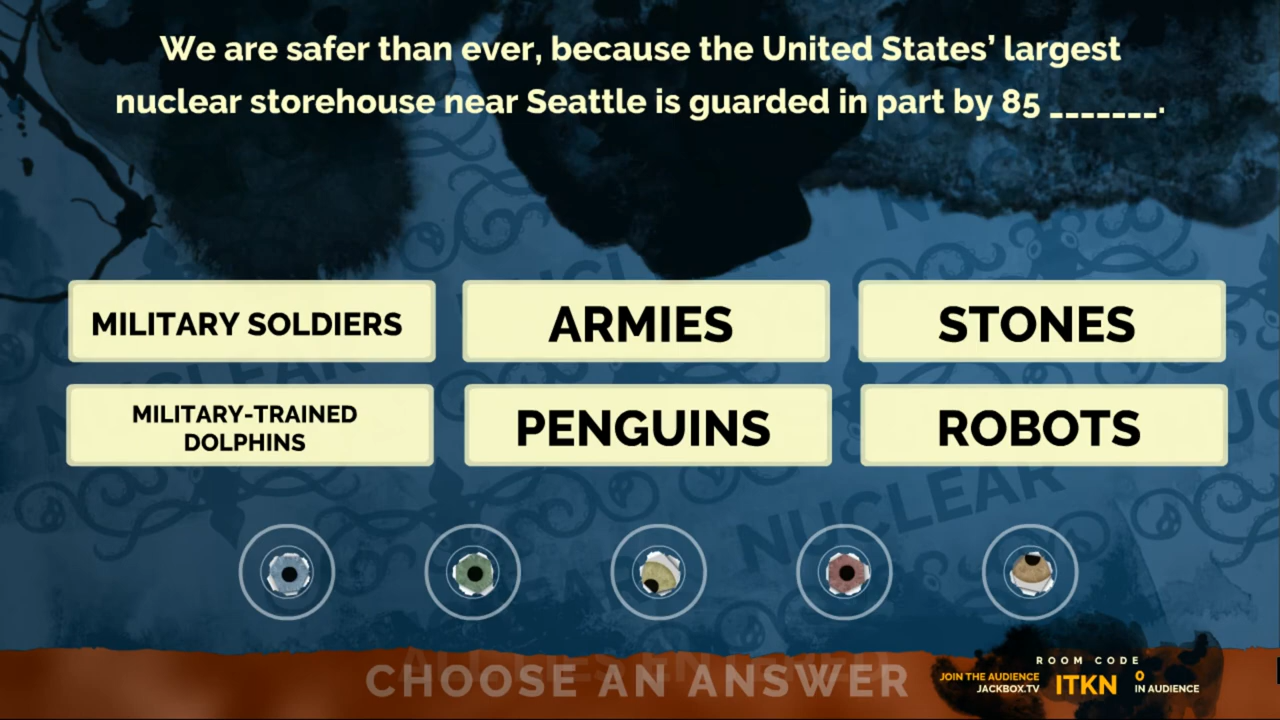 We are safer than ever, because the United States’ largest
nuclear storehouse near Seattle is guarded in part by 85 _______.
MILITARY SOLDIERS
ARMIES
STONES
MILITARY-TRAINED
DOLPHINS
PENGUINS
ROBOTS
NUCLEAR
CHOOSE AN ANSWER
ROOM CODE
JOIN THE AUDIENCE
JACKBOX.TV
ITKN
0
IN AUDIENCE